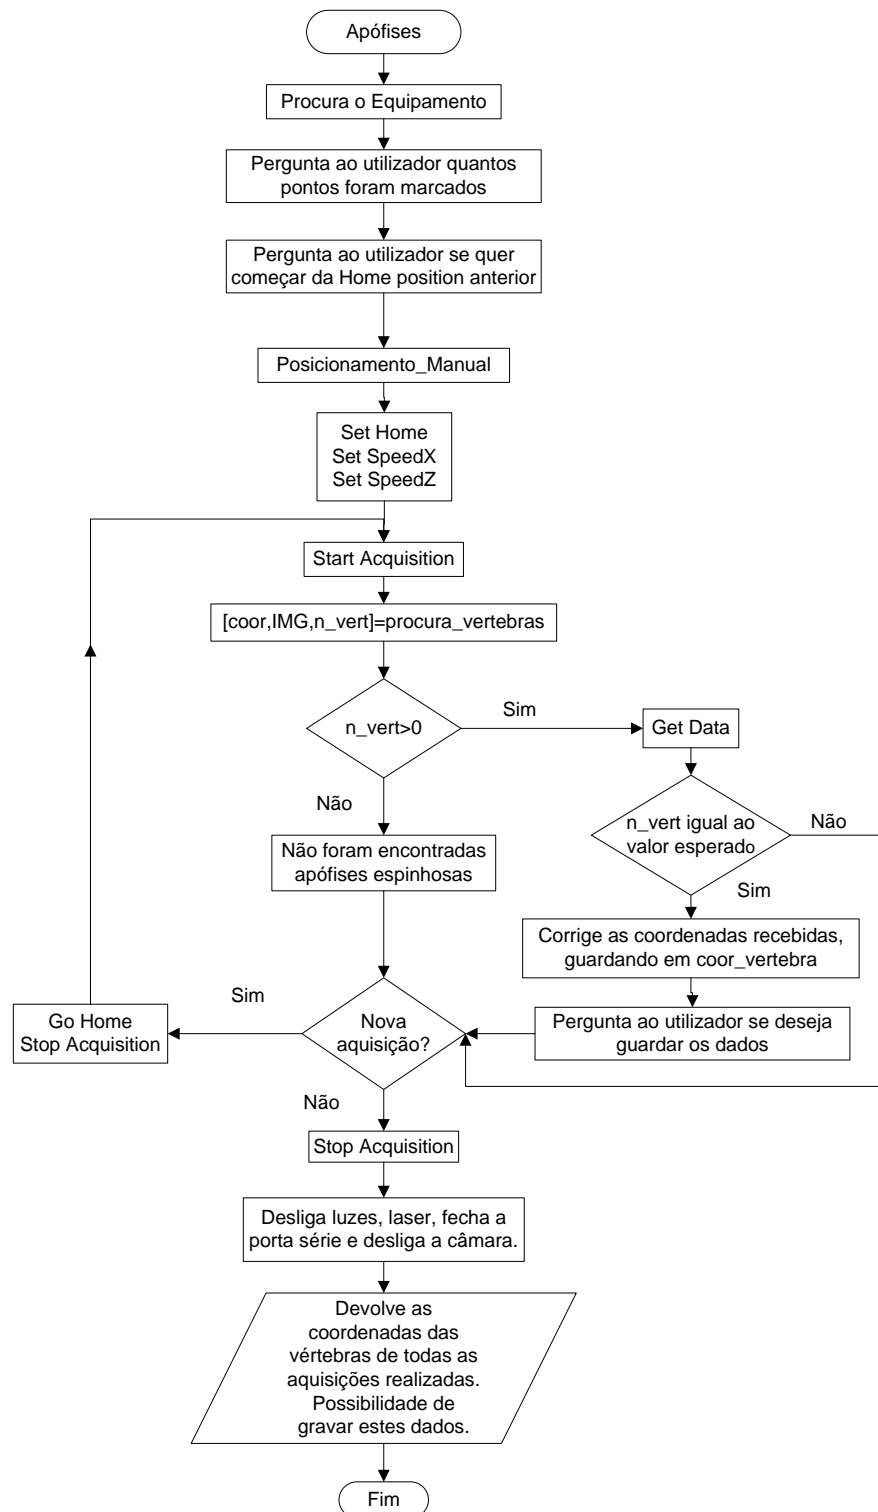 Apófises
Procura o Equipamento
Pergunta ao utilizador quantos
pontos foram marcados
Pergunta ao utilizador se quer
começar da Home position anterior
Posicionamento_Manual
Set Home
Set SpeedX
Set SpeedZ
Start Acquisition
[coor,IMG,n_vert]=procura_vertebras
n_vert>0
Sim
Get Data
Não
n_vert igual ao
valor esperado
Não
Sim
Não foram encontradas
apófises espinhosas
Corrige as coordenadas recebidas,
guardando em coor_vertebra
Pergunta ao utilizador se deseja
guardar os dados
Nova
aquisição?
Sim
Go Home
Stop Acquisition
Não
Stop Acquisition
Desliga luzes, laser, fecha a
porta série e desliga a câmara.
Devolve as
coordenadas das
vértebras de todas as
aquisições realizadas.
Possibilidade de
gravar estes dados.
Fim